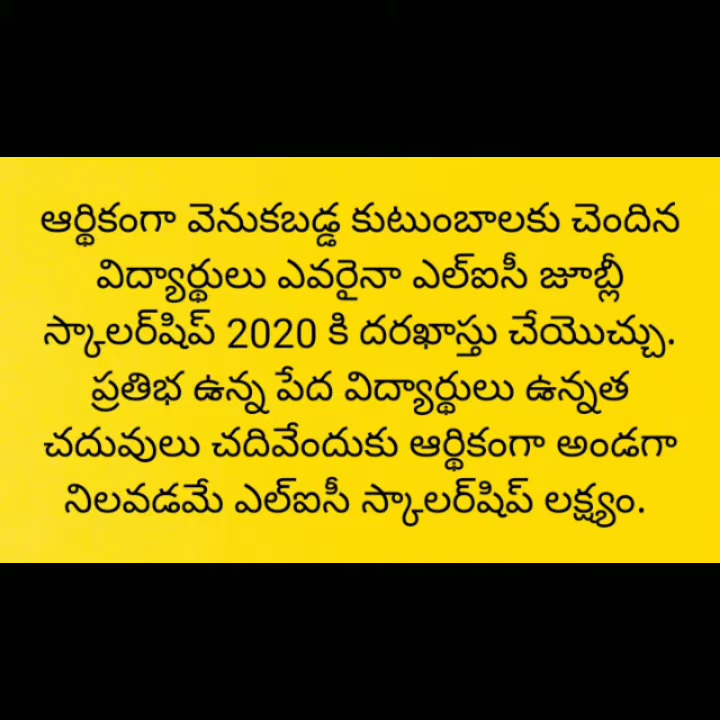 ఆర్థికంగా వెనుకబడ్డ కుటుంబాలకు చెందిన
విద్యార్థులు ఎవరైనా ఎల్ఐసీ జూబ్లీ
స్కాలర్‌షిప్ 2020 కి దరఖాస్తు చేయొచ్చు.
ప్రతిభ ఉన్న పేద విద్యార్థులు ఉన్నత
చదువులు చదివేందుకు ఆర్థికంగా అండగా
నిలవడమే ఎల్ఐసీ స్కాలర్‌షిప్ లక్ష్యం.